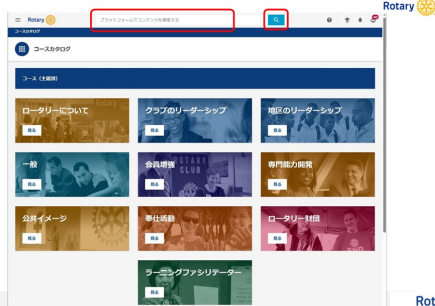 Rotary
Rotary
プラットフォームでコンテンツを検索する
コースカタログ
コースカタログ
コース（主題別）
ロータリーについて
見る
クラブのリーダーシップ
見る
地区のリーダーシップ
見る
一般
見る
会員増強
見る
ROTARY
CLUB
専門能力開発
見る
公共イメージ
見る
奉仕活動
見る
ロータリー財団
見る
END
ラーニングファシリテーター
見る
Rot